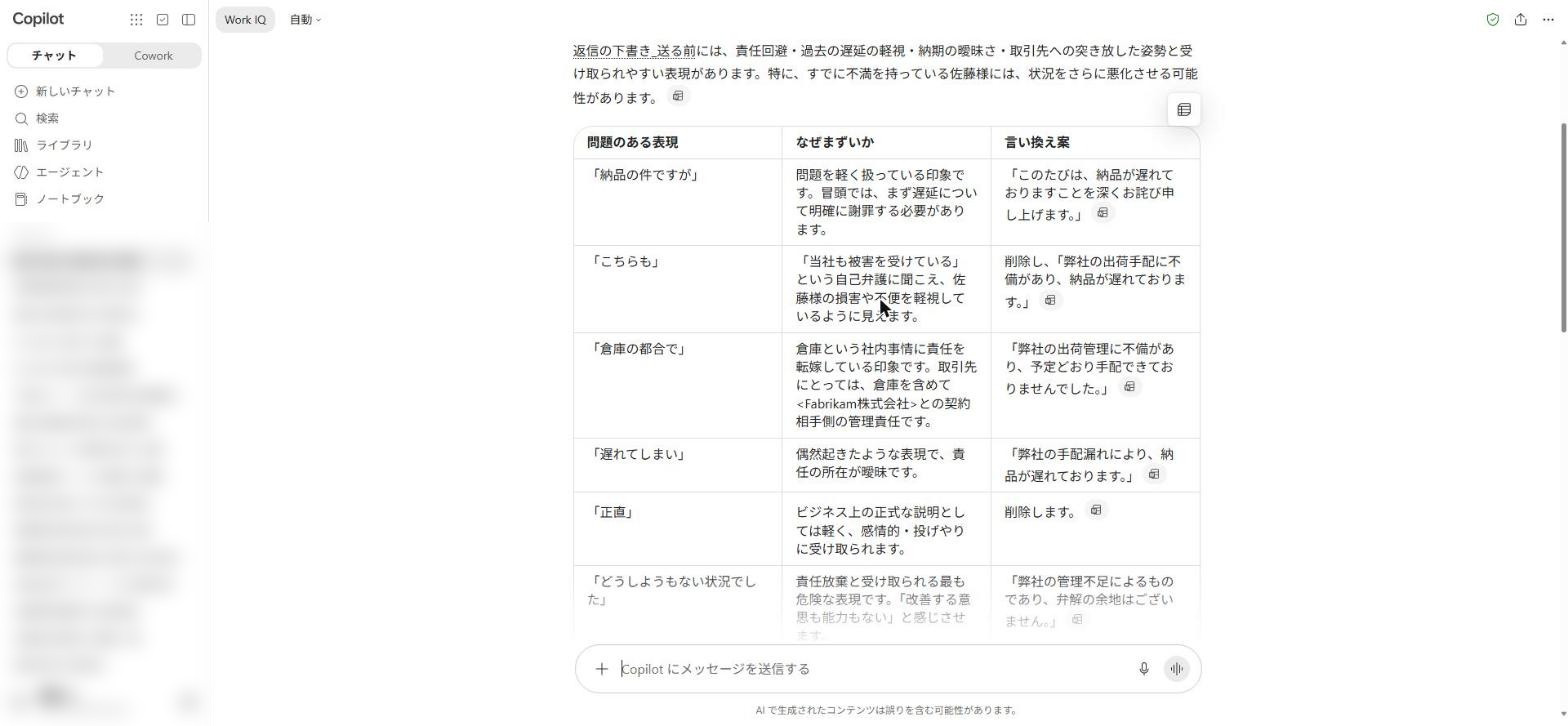 Copilot
Work IQ
自動
チャット
Cowork
新しいチャット
検索
ライブラリ
エージェント
ノートブック
返信の下書き_送る前には、責任回避・過去の遅延の軽視・納期の曖昧さ・取引先への突き放した姿勢と受
け取られやすい表現があります。特に、すでに不満を持っている佐藤様には、状況をさらに悪化させる可能
性があります。
問題のある表現
なぜまずいか
言い換え案
「納品の件ですが」
問題を軽く扱っている印象で
す。冒頭では、まず遅延につい
て明確に謝罪する必要があり
ます。
「このたびは、納品が遅れて
おりますことを深くお詫び申
し上げます。」
「こちらも」
「当社も被害を受けている」
という自己弁護に聞こえ、佐
藤様の損害や不便を軽視して
いるように見えます。
削除し、「弊社の出荷手配に不
備があり、納品が遅れておりま
す。」
「倉庫の都合で」
倉庫という社内事情に責任を
転嫁している印象です。取引先
にとっては、倉庫を含めて
<Fabrikam株式会社>との契約
相手側の管理責任です。
「弊社の出荷管理に不備があ
り、予定どおり手配できてお
りませんでした。」
「遅れてしまい」
偶然起きたような表現で、責
任の所在が曖昧です。
「弊社の手配漏れにより、納
品が遅れております。」
「正直」
ビジネス上の正式な説明とし
ては軽く、感情的・投げやり
に受け取られます。
削除します。
「どうしようもない状況でし
た」
責任放棄と受け取られる最も
危険な表現です。「改善する意
思も能力もない」と感じさせ
ます。
「弊社の管理不足によるもの
であり、弁解の余地はござい
ません。」
Copilot にメッセージを送信する
AI で生成されたコンテンツは誤りを含む可能性があります。